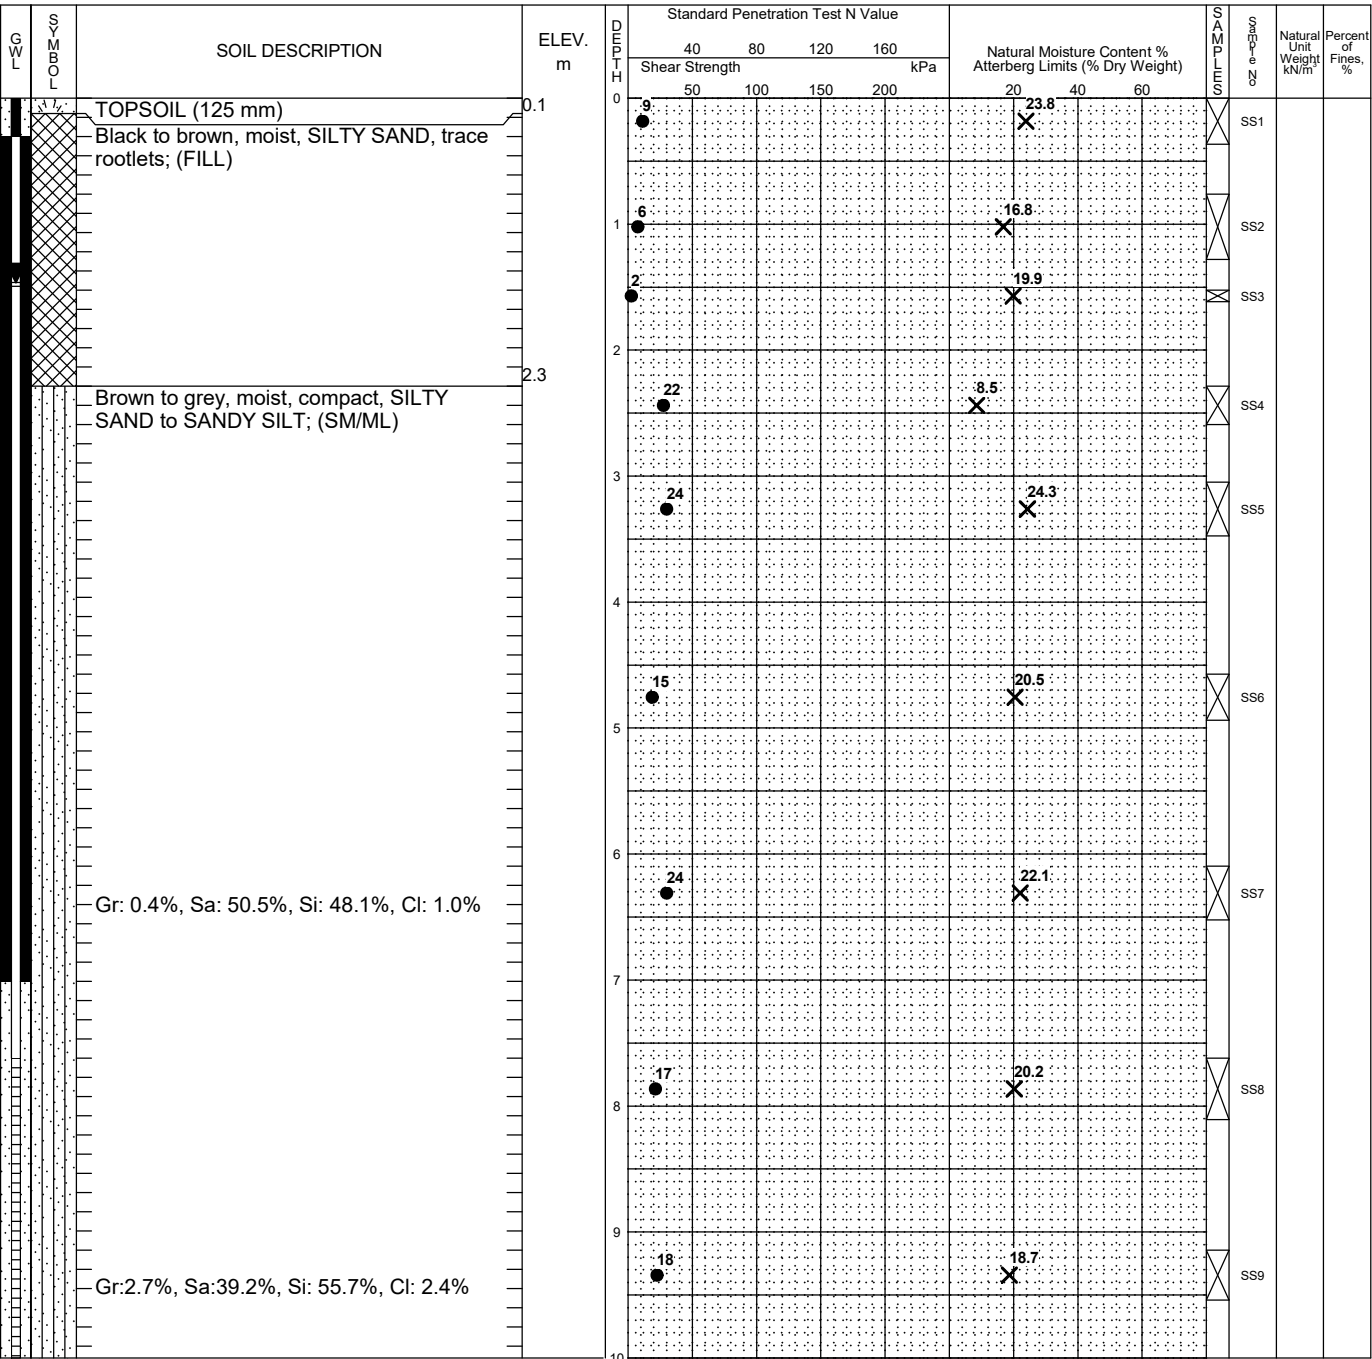 GWL
SYMBOL
SOIL DESCRIPTION
ELEV.
m
DEPTH
Standard Penetration Test N Value
40 80 120 160
Shear Strength kPa
50 100 150 200
Natural Moisture Content %
Atterberg Limits (% Dry Weight)
20 40 60
SAMPLES
Sample No
Natural
Unit
Weight
kN/m³
Percent
of
Fines,
%
TOPSOIL (125 mm)
0.1
0
9
23.8
SS1
Black to brown, moist, SILTY SAND, trace
rootlets; (FILL)
6
16.8
1
SS2
2
19.9
SS3
2
2.3
Brown to grey, moist, compact, SILTY
SAND to SANDY SILT; (SM/ML)
22
8.5
SS4
3
24
24.3
SS5
4
15
20.5
SS6
5
6
24
22.1
SS7
Gr: 0.4%, Sa: 50.5%, Si: 48.1%, Cl: 1.0%
7
17
20.2
SS8
8
9
18
18.7
SS9
Gr:2.7%, Sa:39.2%, Si: 55.7%, Cl: 2.4%
10